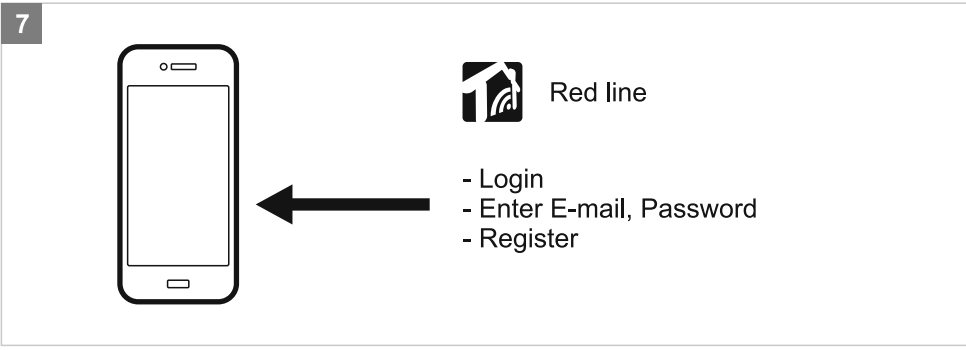 7
Red line
- Login
- Enter E-mail, Password
- Register